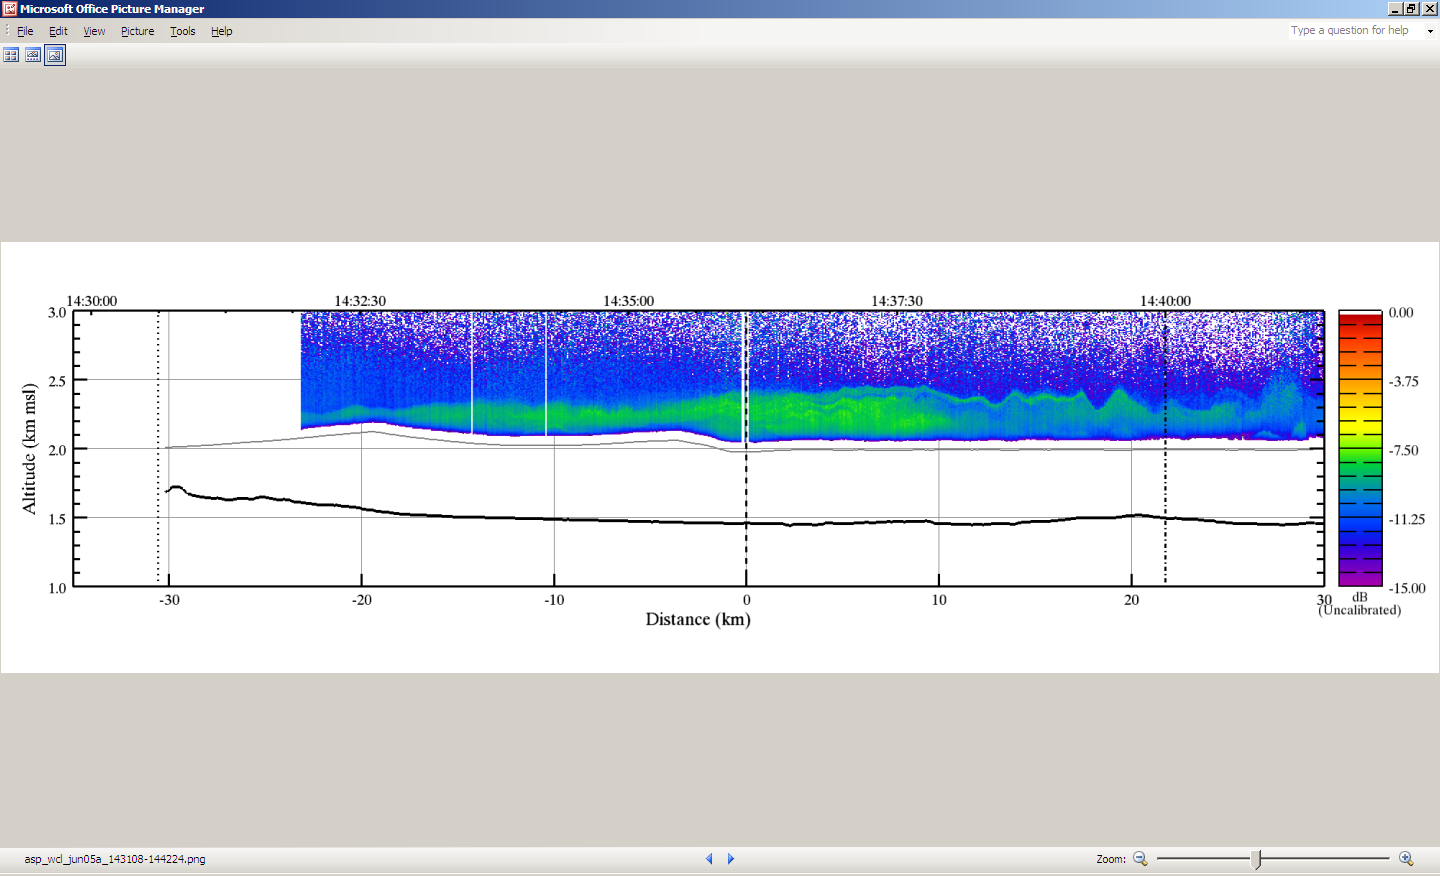 Microsoft Office Picture Manager
File Edit View Picture Tools Help
Type a question for help
14:30:00 14:32:30 14:35:00 14:37:30 14:40:00
3.0
2.5
2.0
1.5
1.0
Altitude (km msl)
-30 -20 -10 0 10 20 30
Distance (km)
0.00
-3.75
-7.50
-11.25
-15.00
dB
(Uncalibrated)
asp_wcl_jun05a_143108-144224.png
Zoom: